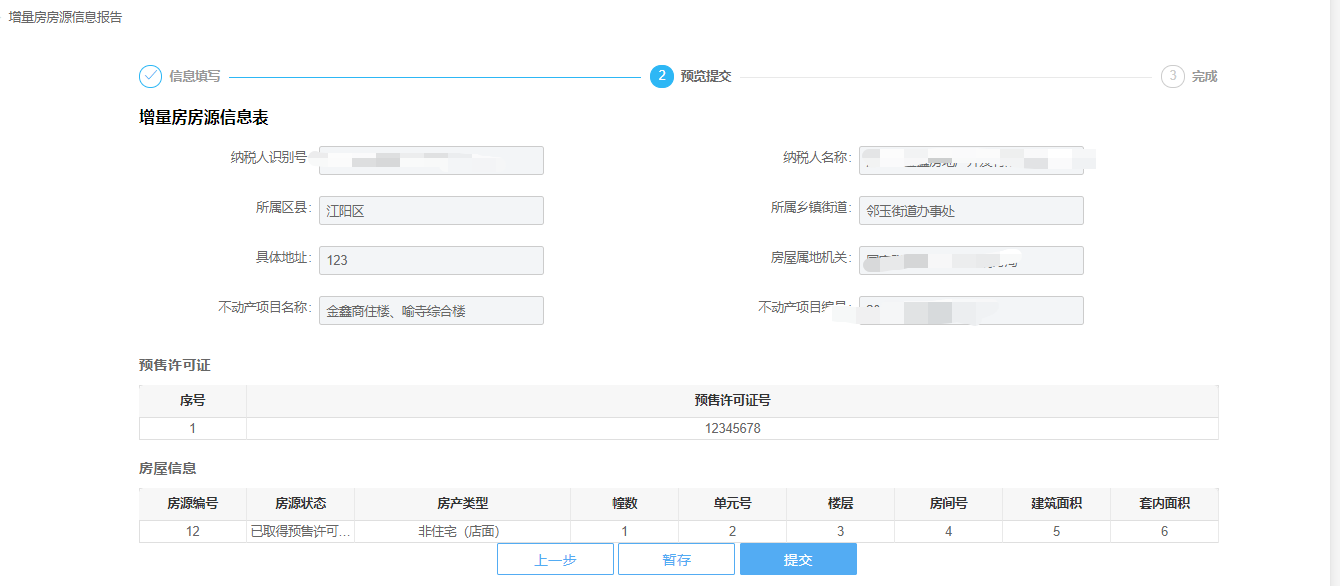 增量房房源信息报告
信息填写 2 预览提交 3 完成
增量房房源信息表
纳税人识别号 纳税人名称:
所属区县: 江阳区 所属乡镇街道: 邻玉街道办事处
具体地址: 123 房屋属地机关:
不动产项目名称: 金鑫商住楼、喻寺综合楼 不动产项目编号:
预售许可证
序号 预售许可证号
1 12345678
房屋信息
房源编号 房源状态 房产类型 幢数 单元号 楼层 房间号 建筑面积 套内面积
12 已取得预售许可... 非住宅（店面） 1 2 3 4 5 6
上一步 暂存 提交